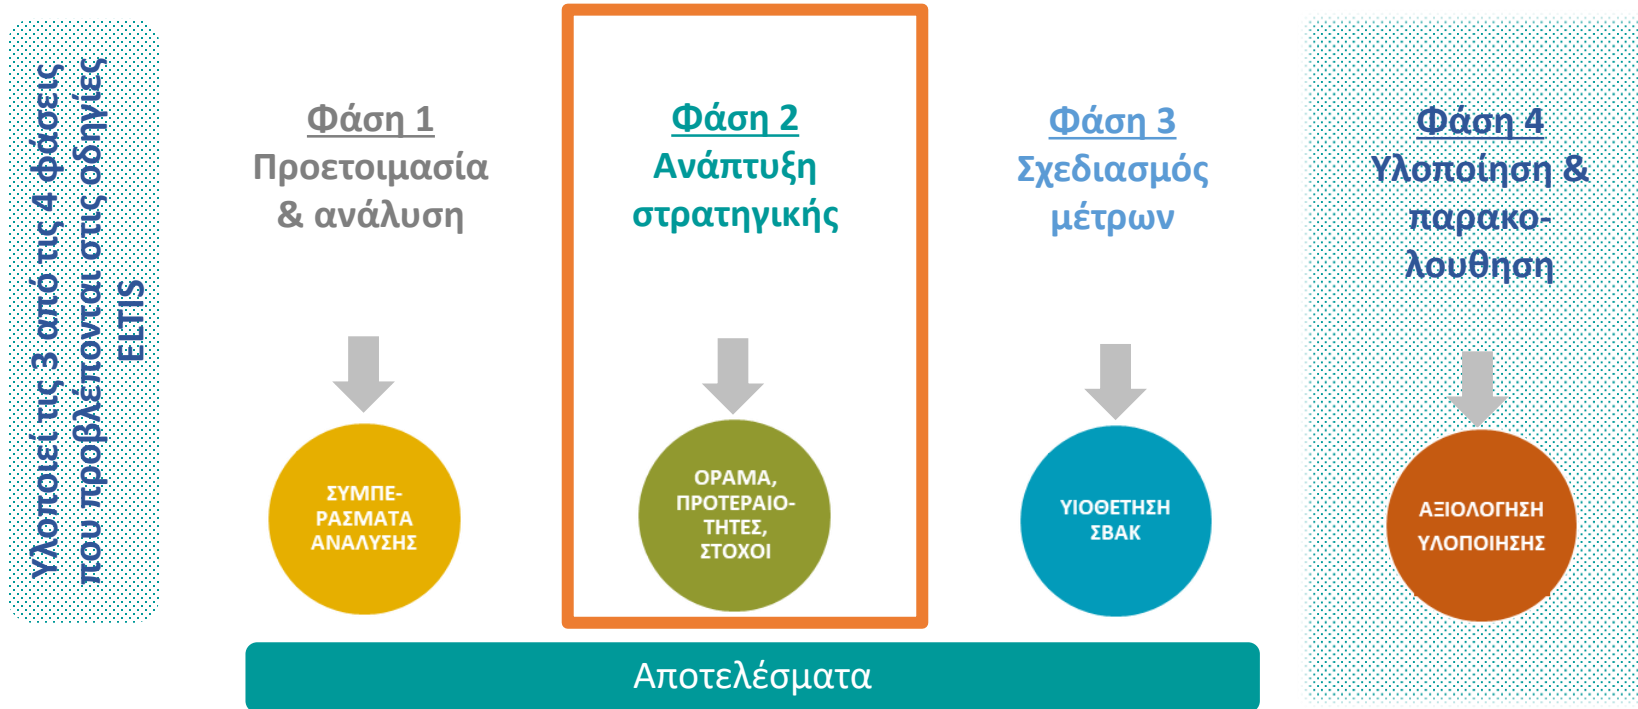 Υλοποιεί τις 3 από τις 4 φάσεις
που προβλέπονται στις οδηγίες
ELTIS
Φάση 1
Προετοιμασία
& ανάλυση
ΣΥΜΠΕ-
ΡΑΣΜΑΤΑ
ΑΝΑΛΥΣΗΣ
Φάση 2
Ανάπτυξη
στρατηγικής
ΟΡΑΜΑ,
ΠΡΟΤΕΡΑΙΟ-
ΤΗΤΕΣ,
ΣΤΟΧΟΙ
Φάση 3
Σχεδιασμός
μέτρων
ΥΙΟΘΕΤΗΣΗ
ΣΒΑΚ
Φάση 4
Υλοποίηση &
παρακο-
λουθηση
ΑΞΙΟΛΟΓΗΣΗ
ΥΛΟΠΟΙΗΣΗΣ
Αποτελέσματα